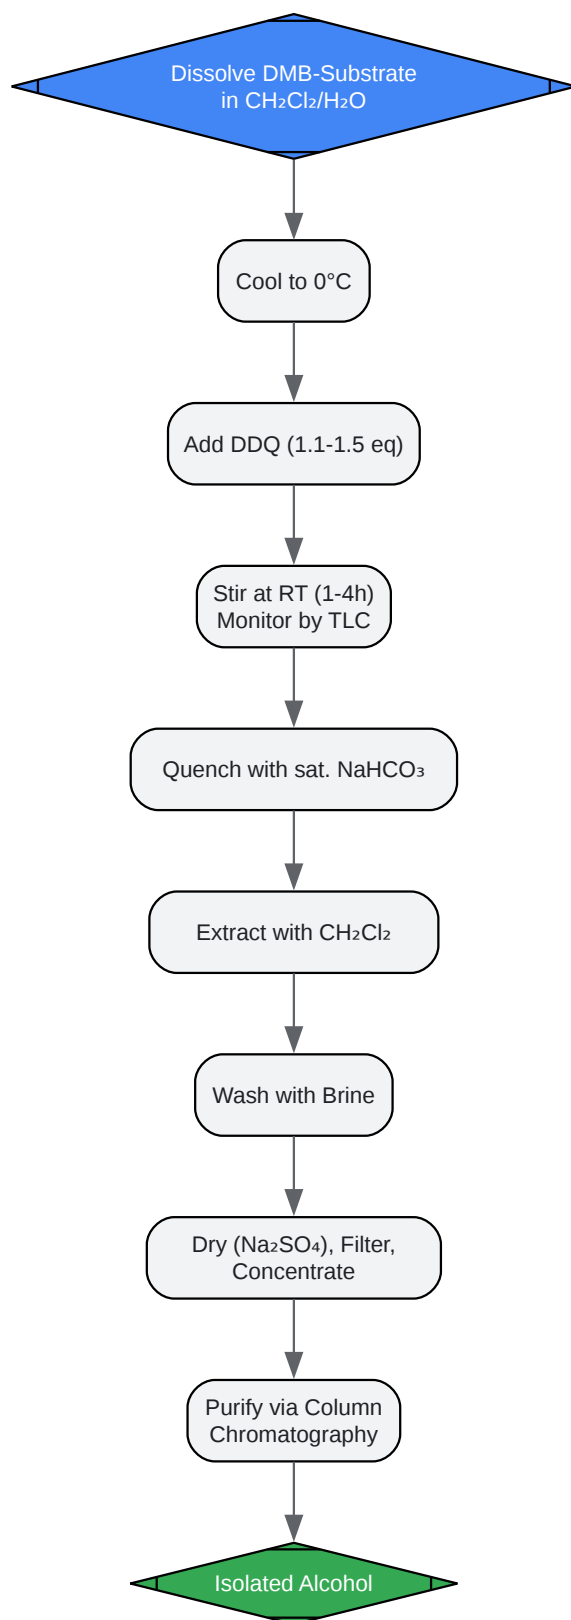 Dissolve DMB-Substrate
in CH₂Cl₂/H₂O
Cool to 0°C
Add DDQ (1.1-1.5 eq)
Stir at RT (1-4h)
Monitor by TLC
Quench with sat. NaHCO₃
Extract with CH₂Cl₂
Wash with Brine
Dry (Na₂SO₄), Filter,
Concentrate
Purify via Column
Chromatography
Isolated Alcohol